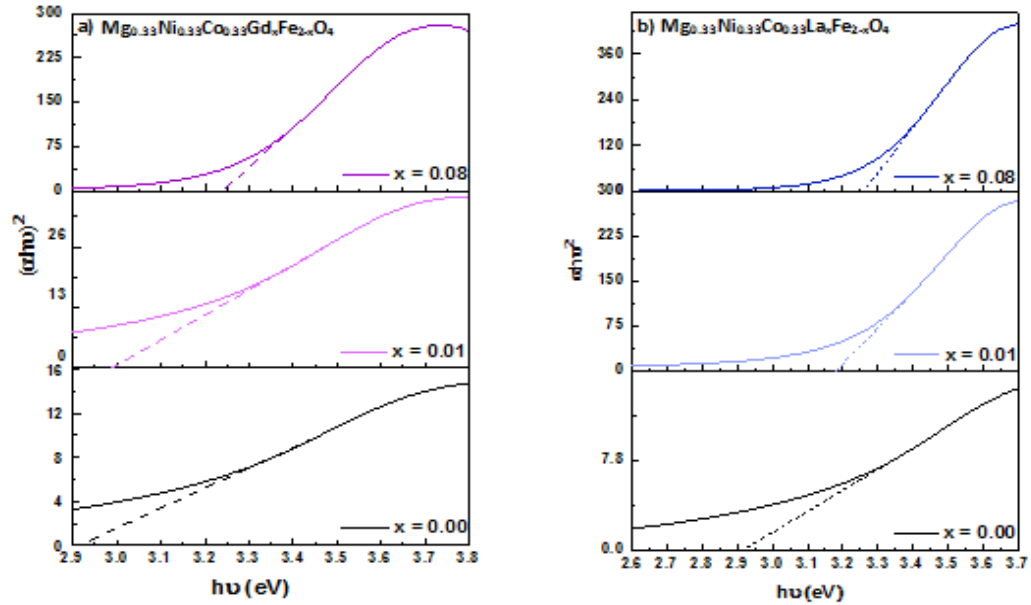 a) Mg0.33Ni0.33Co0.33GdxFe2-xO4
300
225
150
75
0
x = 0.08
(αhυ)²
26
13
0
x = 0.01
16
12
8
4
0
x = 0.00
2.9 3.0 3.1 3.2 3.3 3.4 3.5 3.6 3.7 3.8
hυ (eV)
b) Mg0.33Ni0.33Co0.33LaxFe2-xO4
360
240
120
0
x = 0.08
αhυ²
300
225
150
75
0
x = 0.01
7.8
0.0
x = 0.00
2.6 2.7 2.8 2.9 3.0 3.1 3.2 3.3 3.4 3.5 3.6 3.7
hυ (eV)